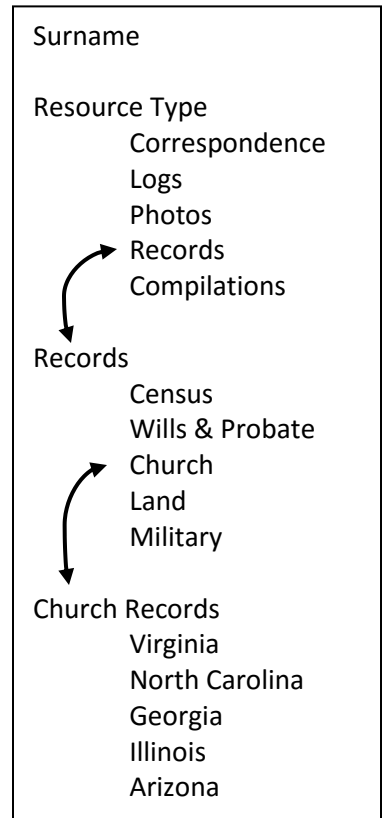 Surname
Resource Type
Correspondence
Logs
Photos
Records
Compilations
Records
Census
Wills & Probate
Church
Land
Military
Church Records
Virginia
North Carolina
Georgia
Illinois
Arizona